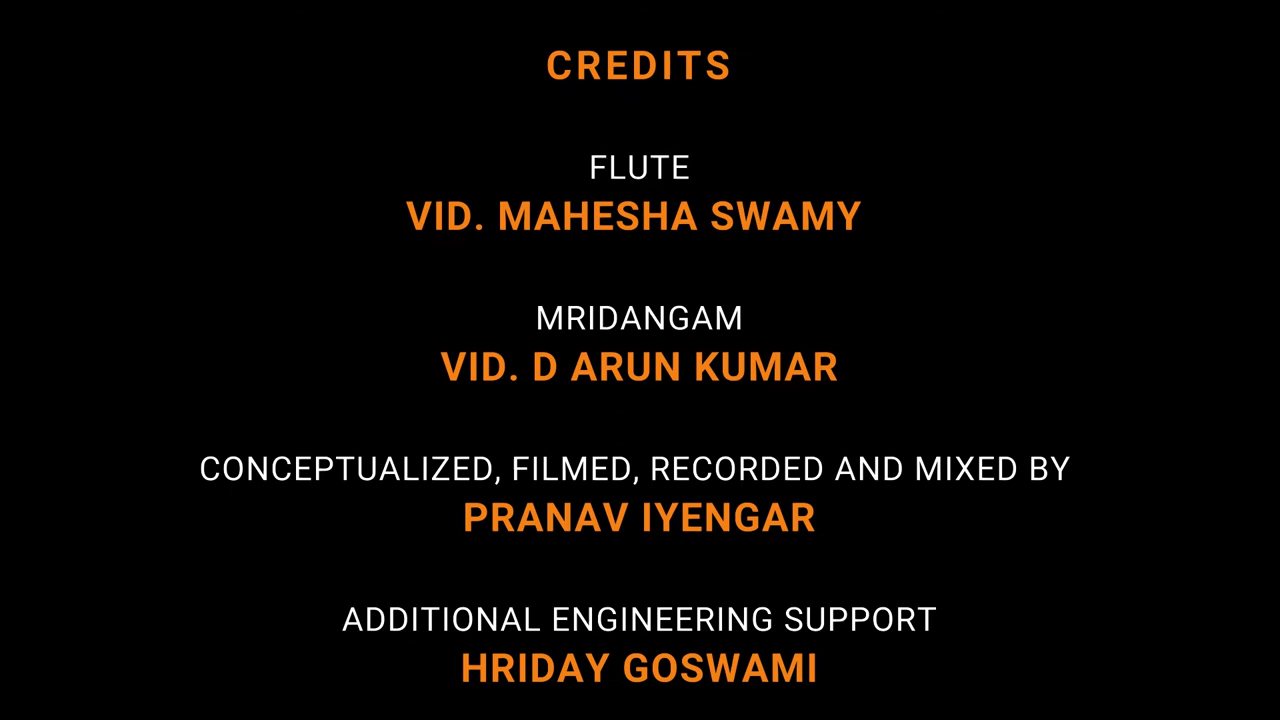 CREDITS
FLUTE
VID. MAHESHA SWAMY
MRIDANGAM
VID. D ARUN KUMAR
CONCEPTUALIZED, FILMED, RECORDED AND MIXED BY
PRANAV IYENGAR
ADDITIONAL ENGINEERING SUPPORT
HRIDAY GOSWAMI